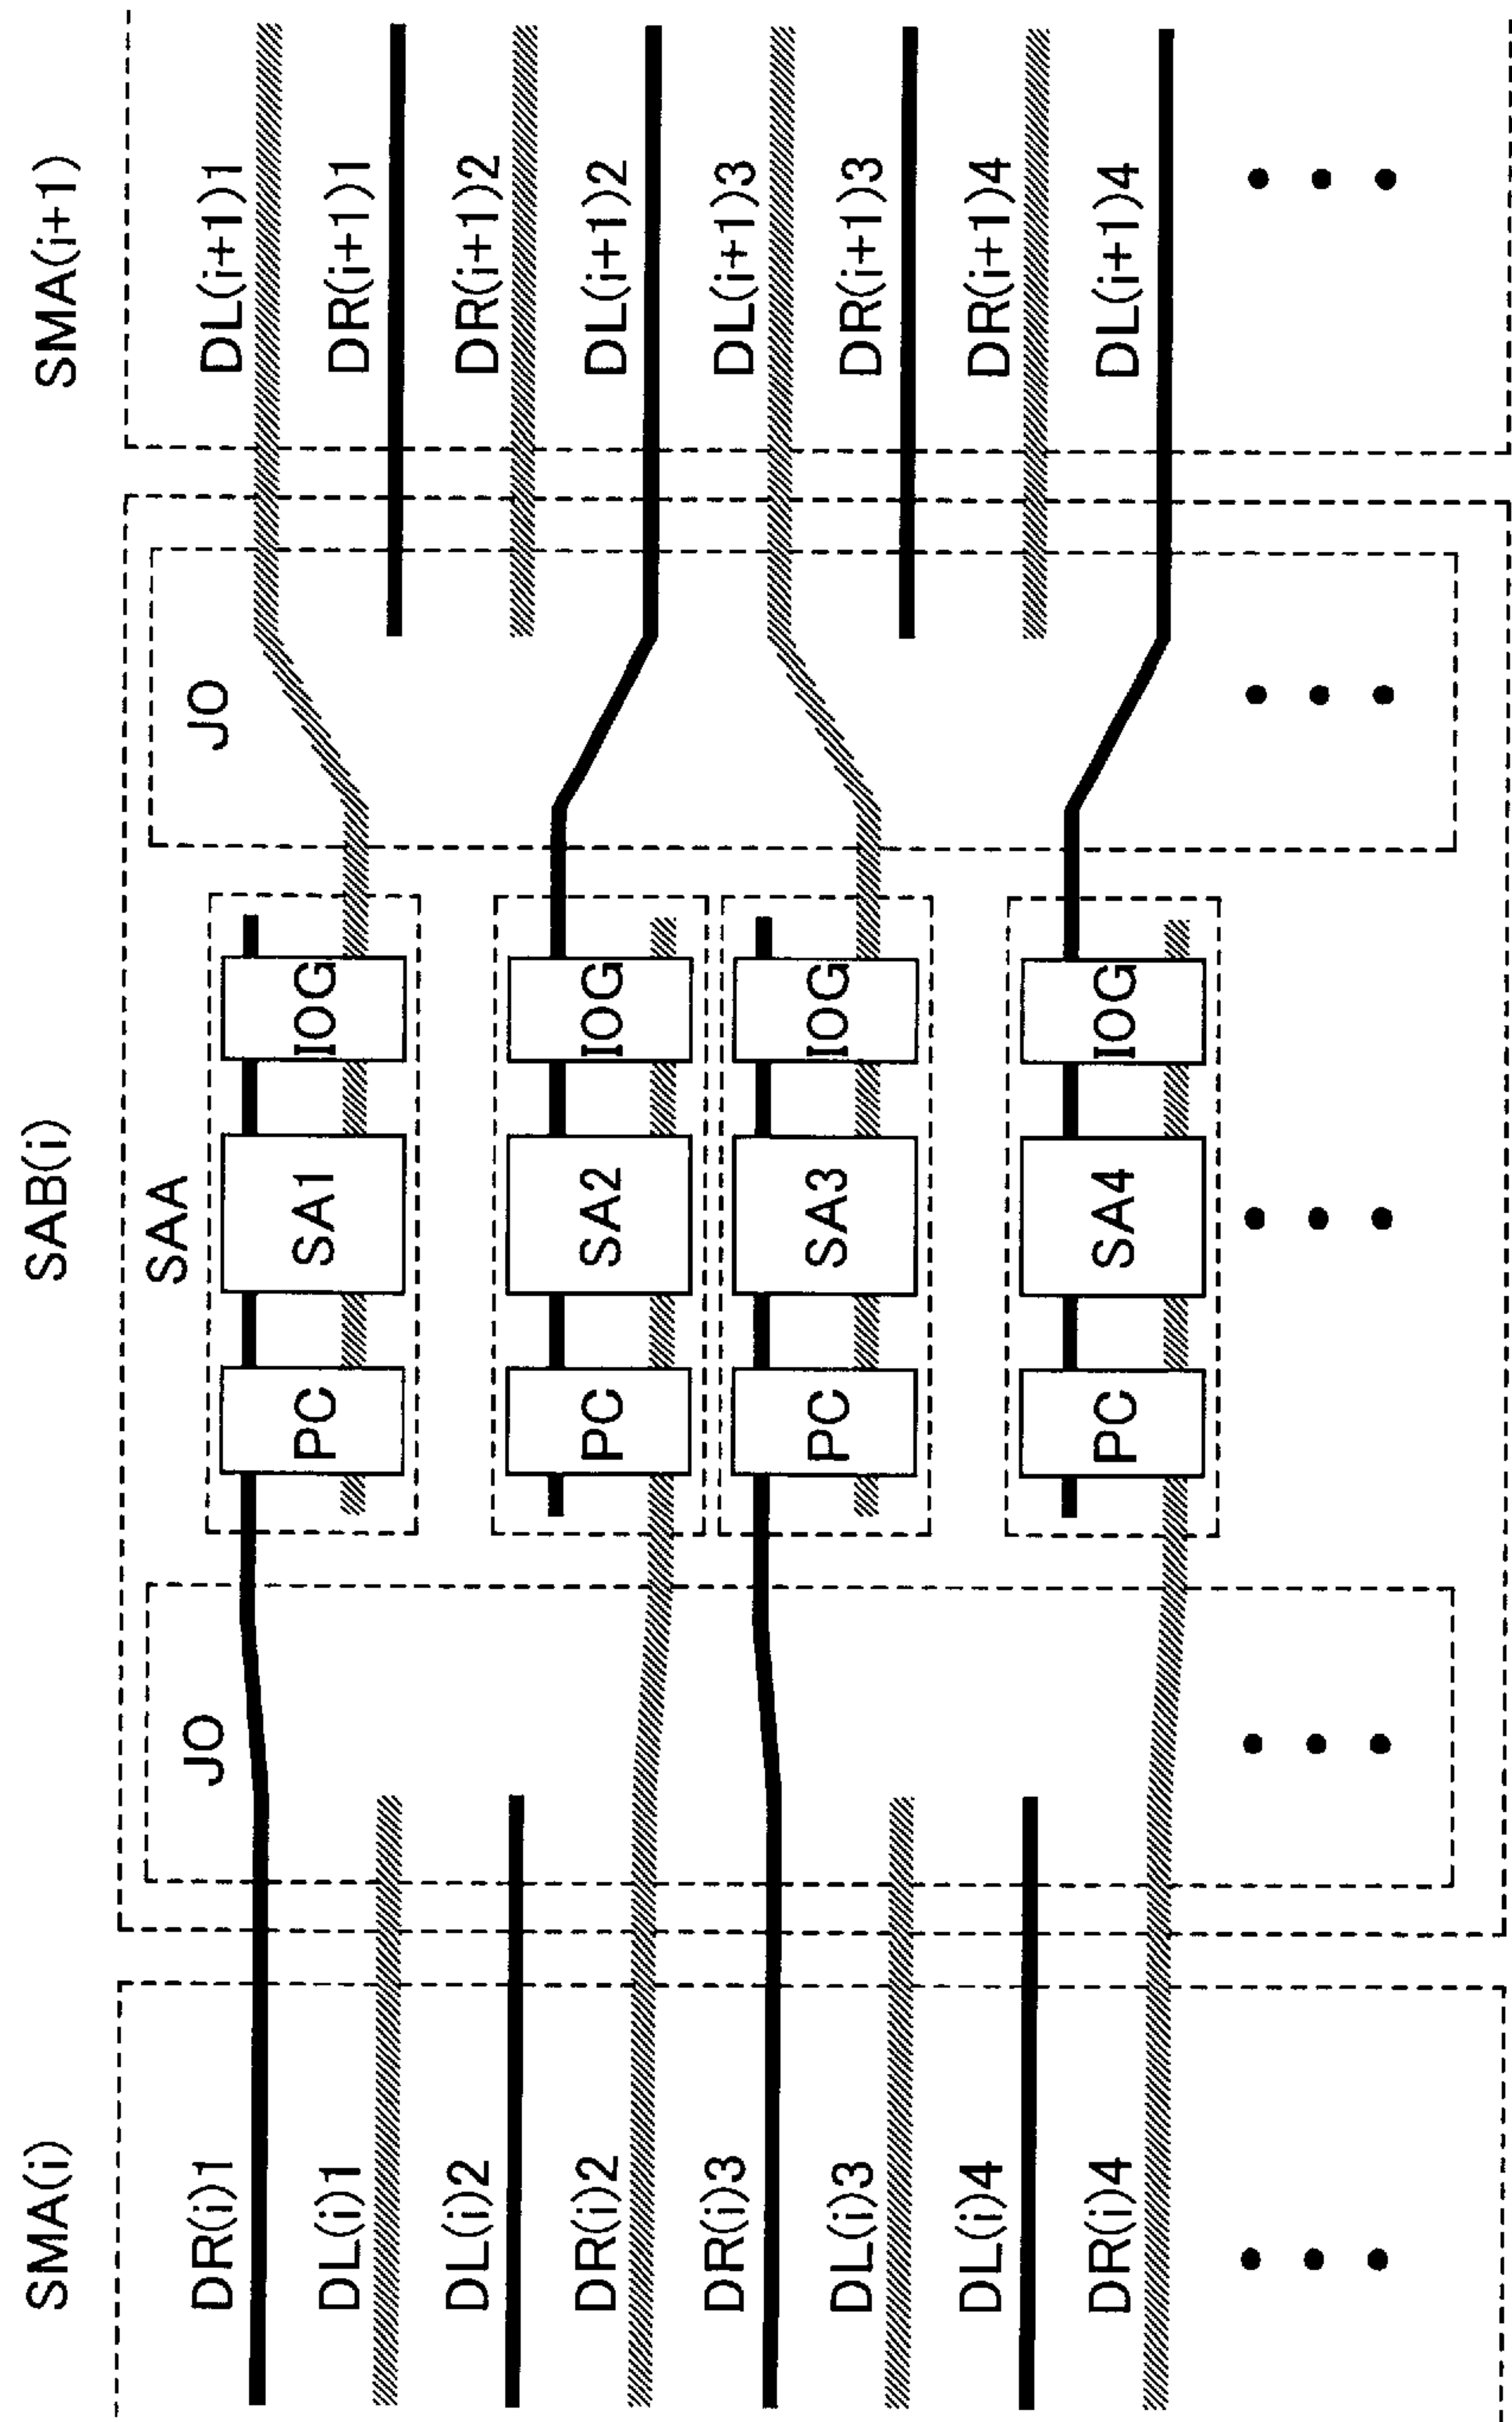 SMA(i)
SAB(i)
SMA(i+1)
SAA
JO
JO
DR(i)1
DL(i)1
DL(i)2
DR(i)2
DR(i)3
DL(i)3
DL(i)4
DR(i)4
PC
SA1
IOG
PC
SA2
IOG
PC
SA3
IOG
PC
SA4
IOG
DL(i+1)1
DR(i+1)1
DR(i+1)2
DL(i+1)2
DL(i+1)3
DR(i+1)3
DR(i+1)4
DL(i+1)4